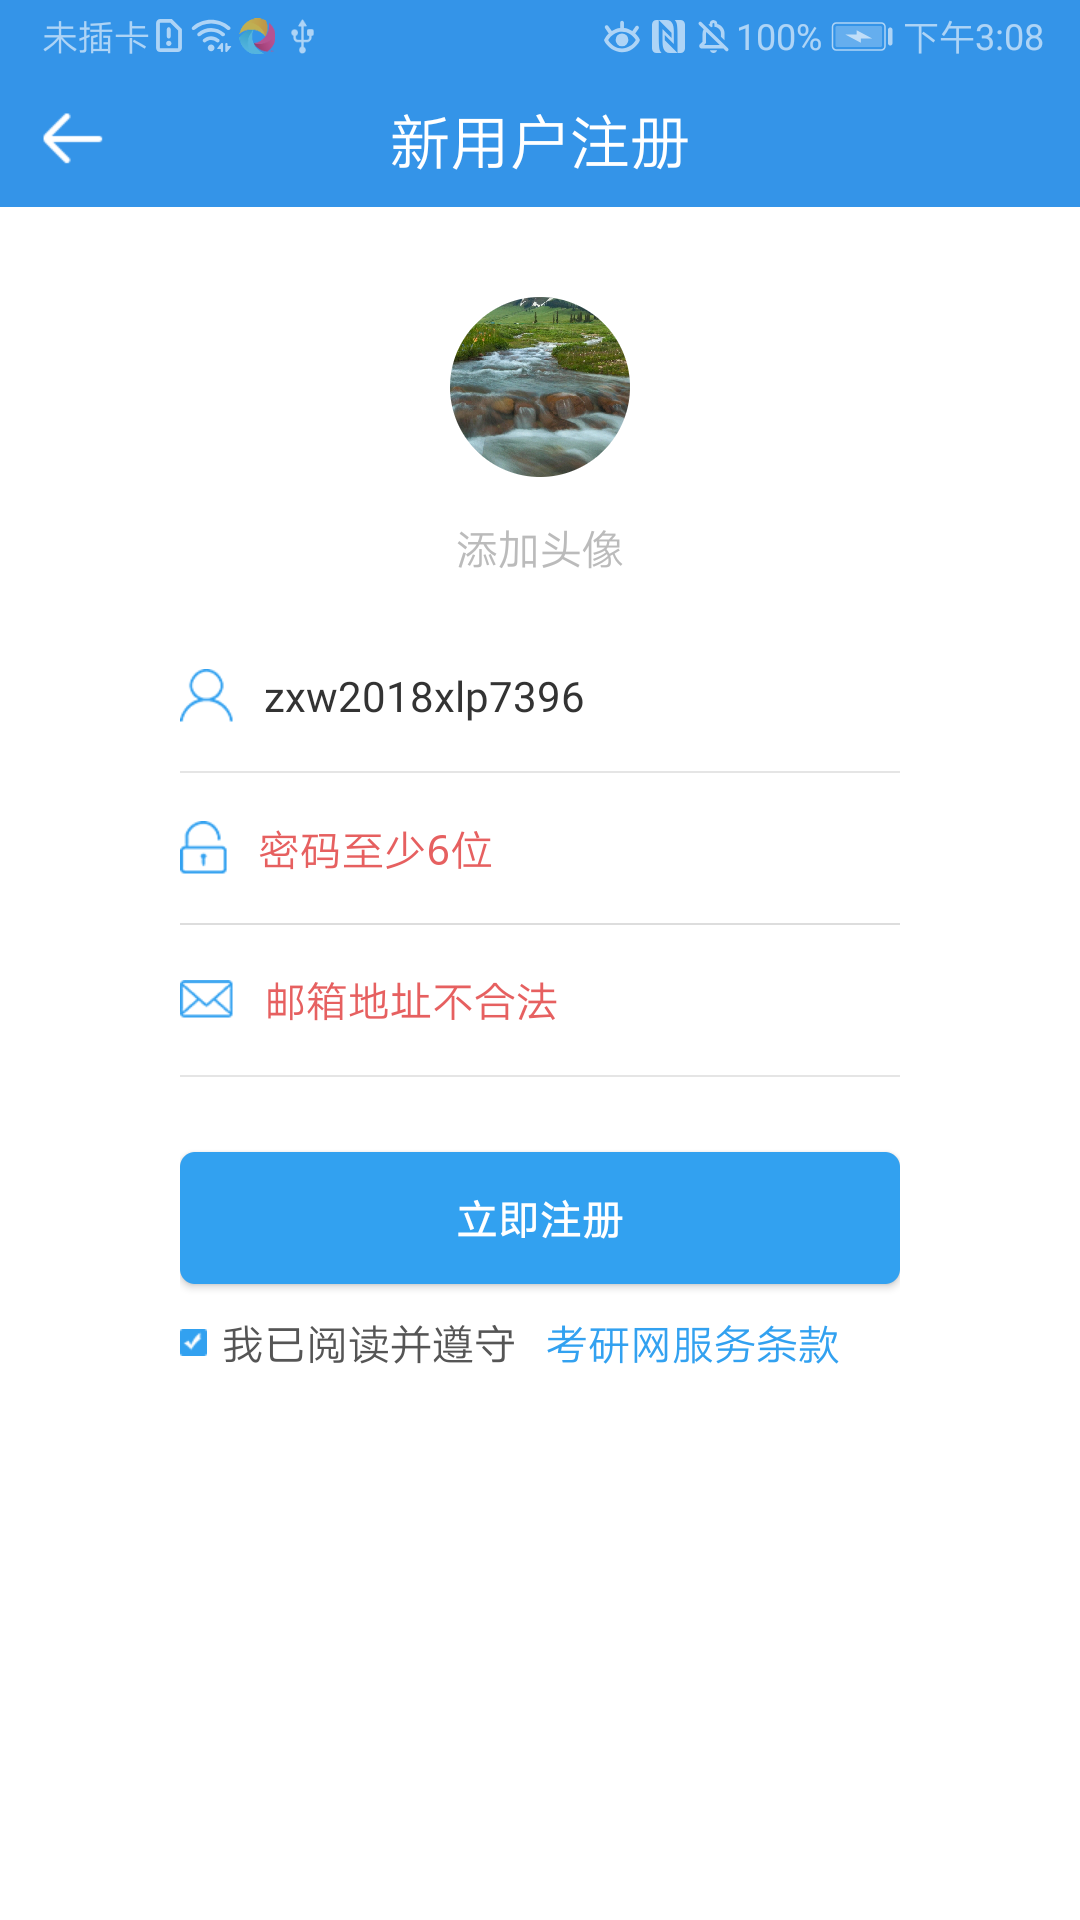 未插卡 100% 下午3:08
新用户注册
添加头像
zxw2018xlp7396
密码至少6位
邮箱地址不合法
立即注册
我已阅读并遵守 考研网服务条款